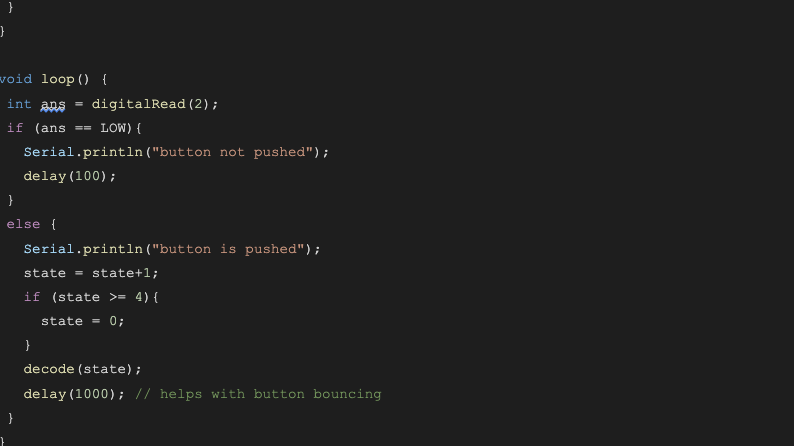 }
}
void loop() {
int ans = digitalRead(2);
if (ans == LOW){
Serial.println("button not pushed");
delay(100);
}
else {
Serial.println("button is pushed");
state = state+1;
if (state >= 4){
state = 0;
}
decode(state);
delay(1000); // helps with button bouncing
}
}